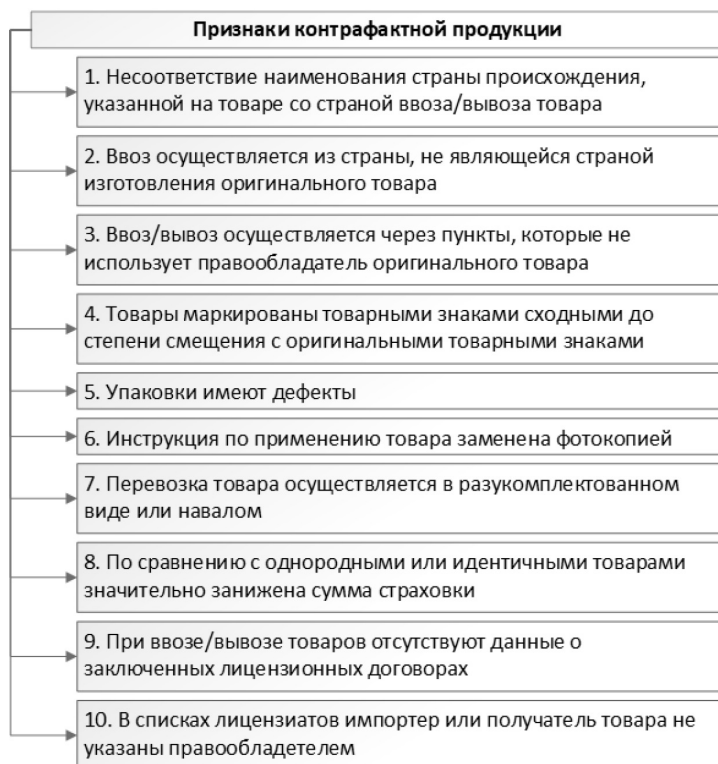 Признаки контрафактной продукции
1. Несоответствие наименования страны происхождения,
указанной на товаре со страной ввоза/вывоза товара
2. Ввоз осуществляется из страны, не являющейся страной
изготовления оригинального товара
3. Ввоз/вывоз осуществляется через пункты, которые не
использует правообладатель оригинального товара
4. Товары маркированы товарными знаками сходными до
степени смещения с оригинальными товарными знаками
5. Упаковки имеют дефекты
6. Инструкция по применению товара заменена фотокопией
7. Перевозка товара осуществляется в разукомплектованном
виде или навалом
8. По сравнению с однородными или идентичными товарами
значительно занижена сумма страховки
9. При ввозе/вывозе товаров отсутствуют данные о
заключенных лицензионных договорах
10. В списках лицензиатов импортер или получатель товара не
указаны правообладетелем